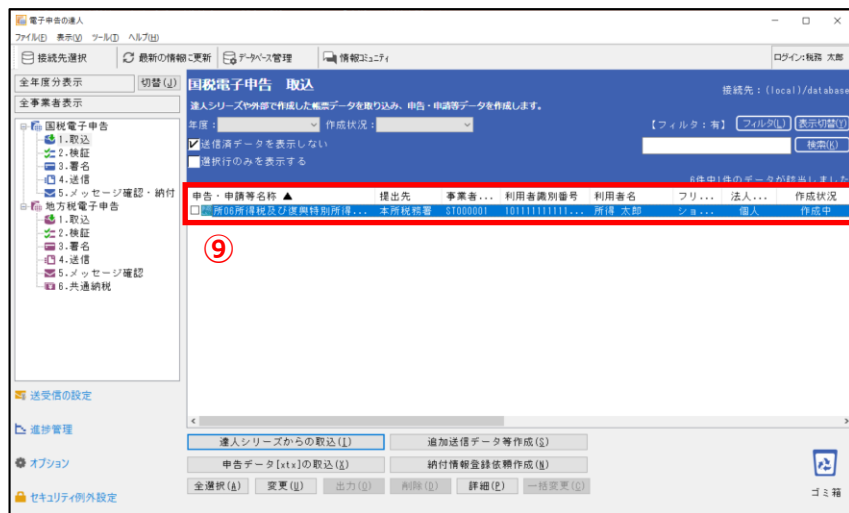 電子申告の達人
ファイル(F) 表示(V) ツール(T) ヘルプ(H)
接続先選択 最新の情報に更新 データベース管理 情報コミュニティ ログイン:税務 太郎
全年度分表示 切替(J)
全事業者表示
国税電子申告
1.取込
2.検証
3.署名
4.送信
5.メッセージ確認・納付
地方税電子申告
1.取込
2.検証
3.署名
4.送信
5.メッセージ確認
6.共通納税
送受信の設定
進捗管理
オプション
セキュリティ例外設定
国税電子申告 取込
接続先:(local)/database
達人シリーズや外部で作成した帳票データを取り込み、申告・申請等データを作成します。
年度: 作成状況: 【フィルタ:有】 フィルタ(L) 表示切替(Y)
送信済データを表示しない 検索(K)
選択行のみを表示する
6件中1件のデータが該当しました
申告・申請等名称 ▲ 提出先 事業者... 利用者識別番号 利用者名 フリ... 法人... 作成状況
所06所得税及び復興特別所得... 本所税務署 ST000001 101111111111... 所得 太郎 ショ... 個人 作成中
⑨
達人シリーズからの取込(I) 追加送信データ等作成(S)
申告データ[xtx]の取込(X) 納付情報登録依頼作成(N)
全選択(A) 変更(U) 出力(O) 削除(D) 詳細(P) 一括変更(C)
ゴミ箱